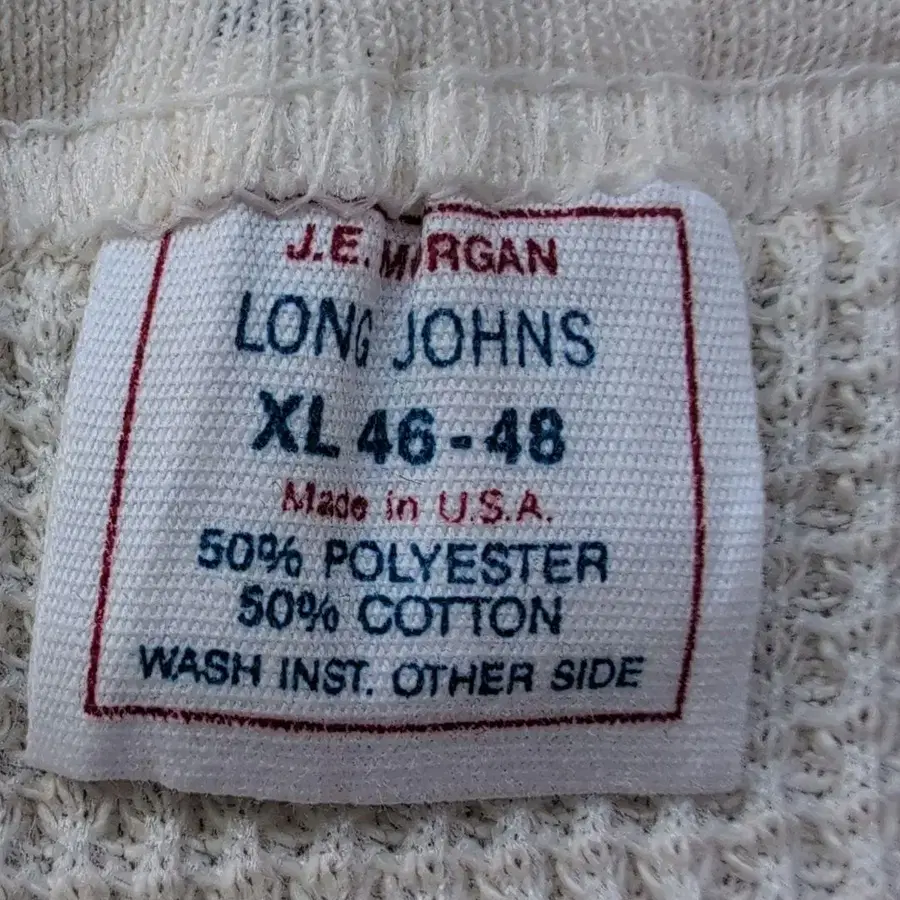 J.E. MORGAN
LONG JOHNS
XL 46-48
Made in U.S.A.
50% POLYESTER
50% COTTON
WASH INST. OTHER SIDE